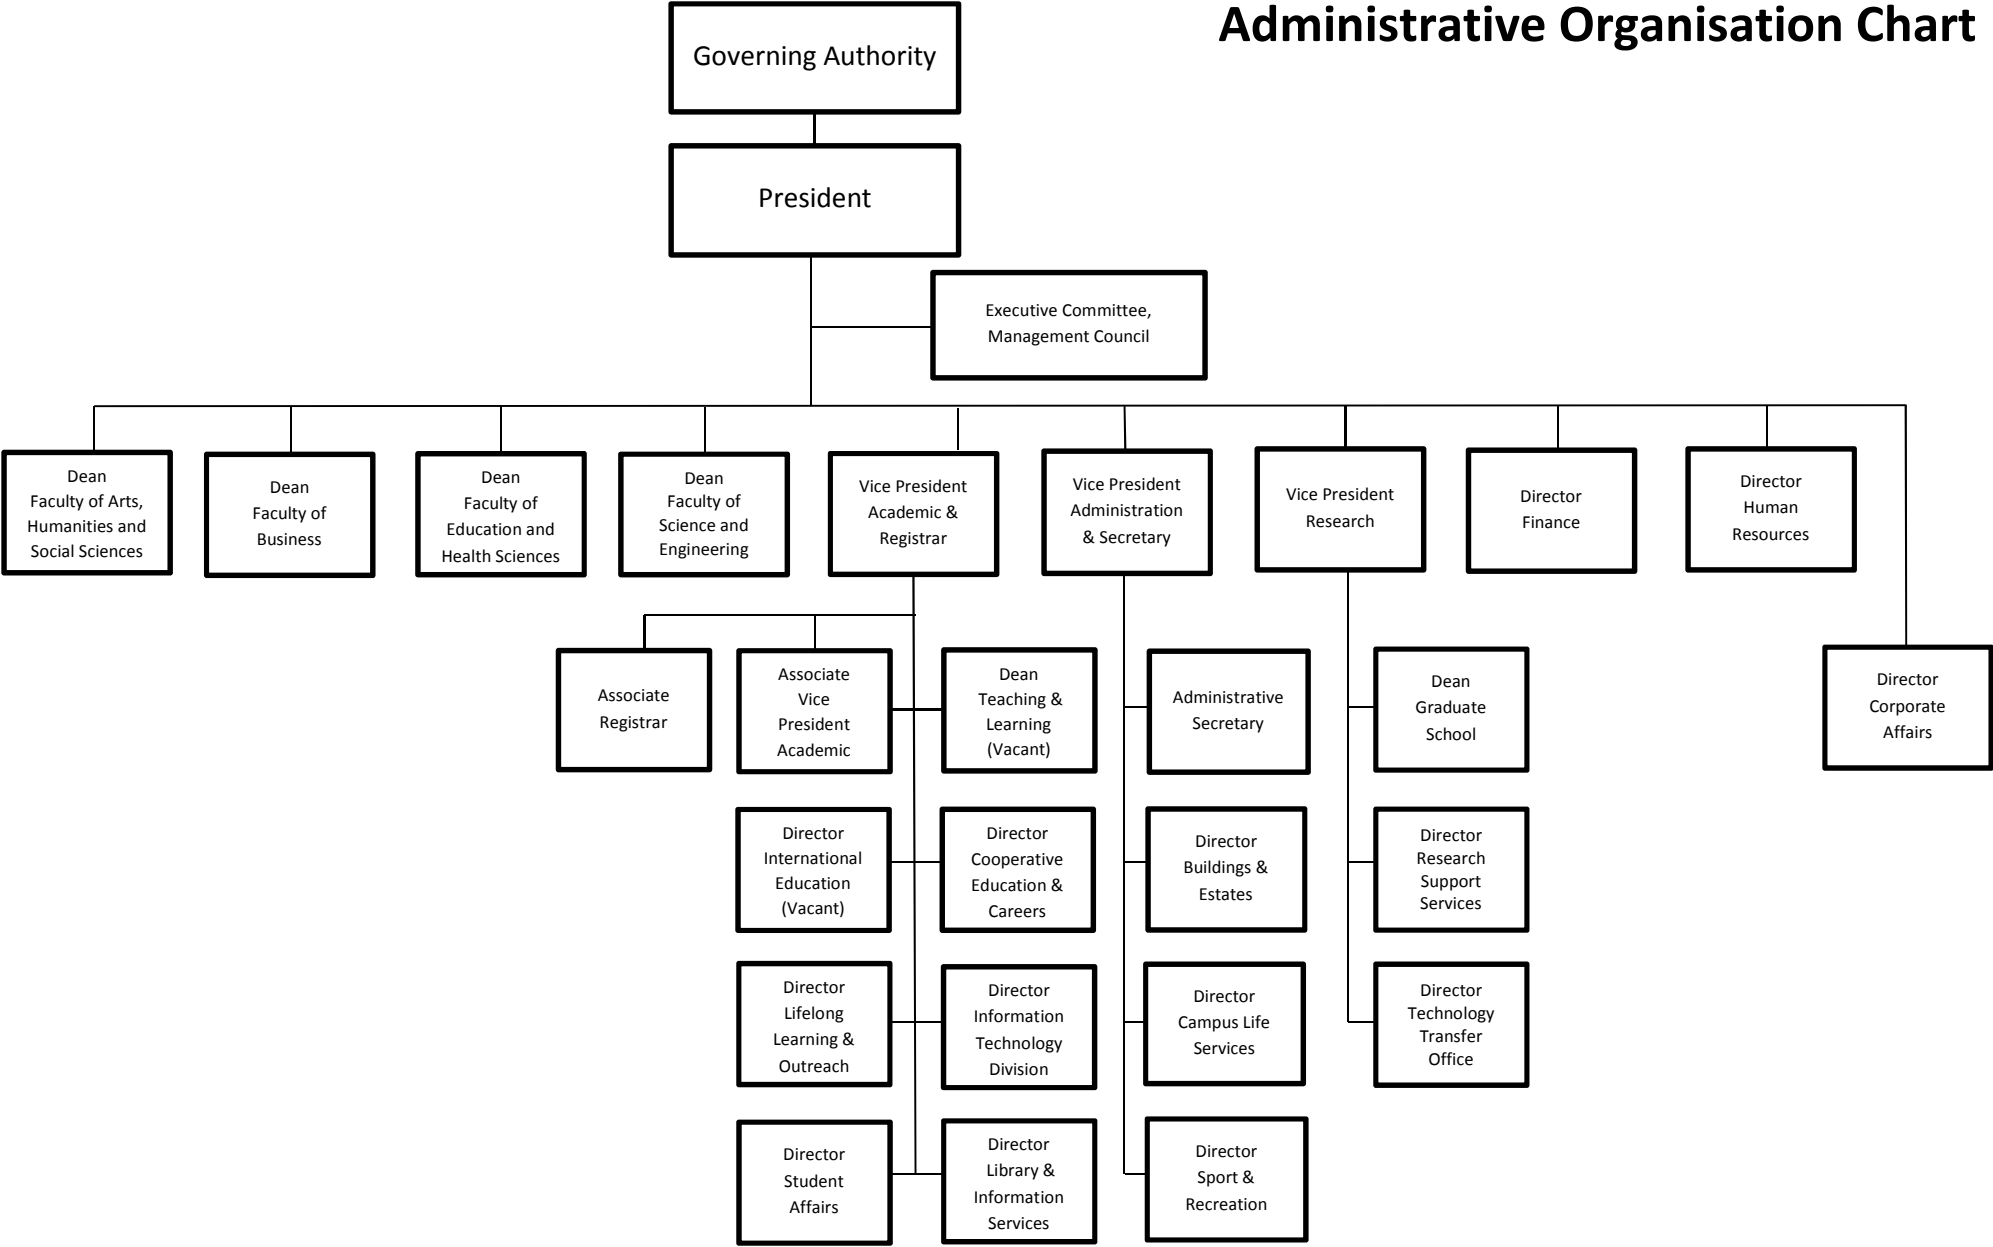 Administrative Organisation Chart
Governing Authority
President
Executive Committee,
Management Council
Dean
Faculty of Arts,
Humanities and
Social Sciences
Dean
Faculty of
Business
Dean
Faculty of
Education and
Health Sciences
Dean
Faculty of
Science and
Engineering
Vice President
Academic &
Registrar
Vice President
Administration
& Secretary
Vice President
Research
Director
Finance
Director
Human
Resources
Associate
Registrar
Associate
Vice
President
Academic
Dean
Teaching &
Learning
(Vacant)
Administrative
Secretary
Dean
Graduate
School
Director
Corporate
Affairs
Director
International
Education
(Vacant)
Director
Cooperative
Education &
Careers
Director
Buildings &
Estates
Director
Research
Support
Services
Director
Lifelong
Learning &
Outreach
Director
Information
Technology
Division
Director
Campus Life
Services
Director
Technology
Transfer
Office
Director
Student
Affairs
Director
Library &
Information
Services
Director
Sport &
Recreation